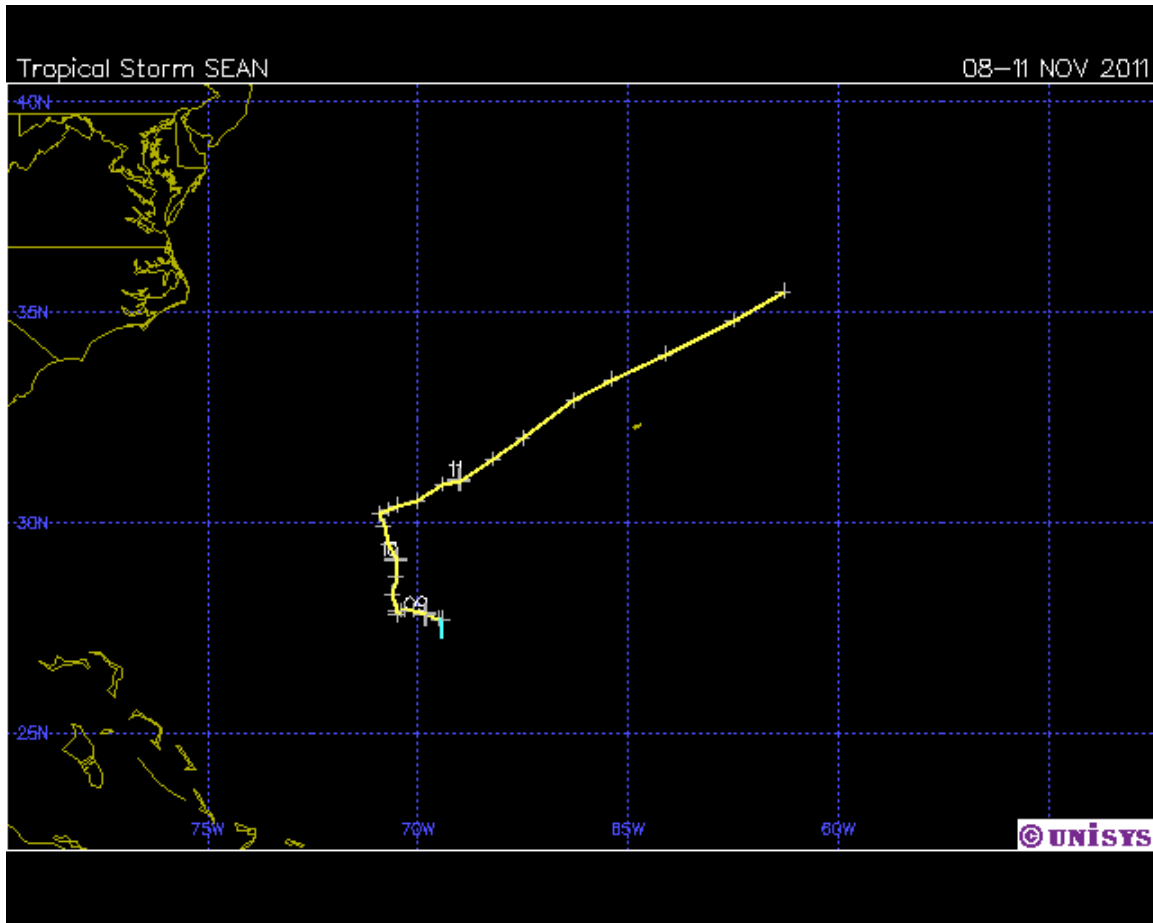 Tropical Storm SEAN 08-11 NOV 2011
40N
35N
11
30N
10
09
25N
75W 70W 65W 60W
© UNISYS